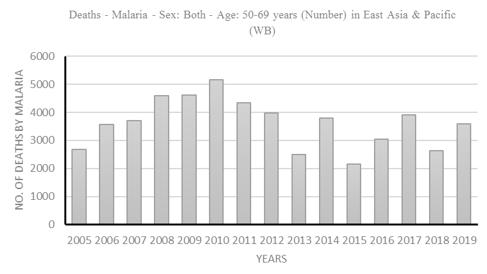 Deaths - Malaria - Sex: Both - Age: 50-69 years (Number) in East Asia & Pacific
(WB)
NO. OF DEATHS BY MALARIA
6000
5000
4000
3000
2000
1000
0
2005 2006 2007 2008 2009 2010 2011 2012 2013 2014 2015 2016 2017 2018 2019
YEARS